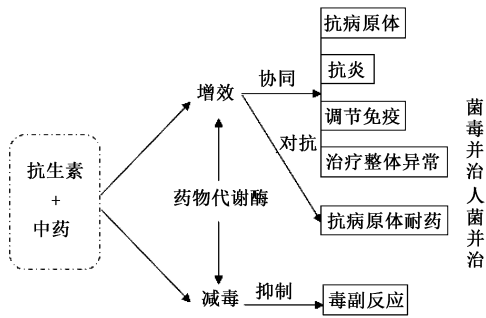 抗生素
+
中药
增效
药物代谢酶
减毒
协同
对抗
抑制
抗病原体
抗炎
调节免疫
治疗整体异常
抗病原体耐药
毒副反应
菌毒并治人菌并治